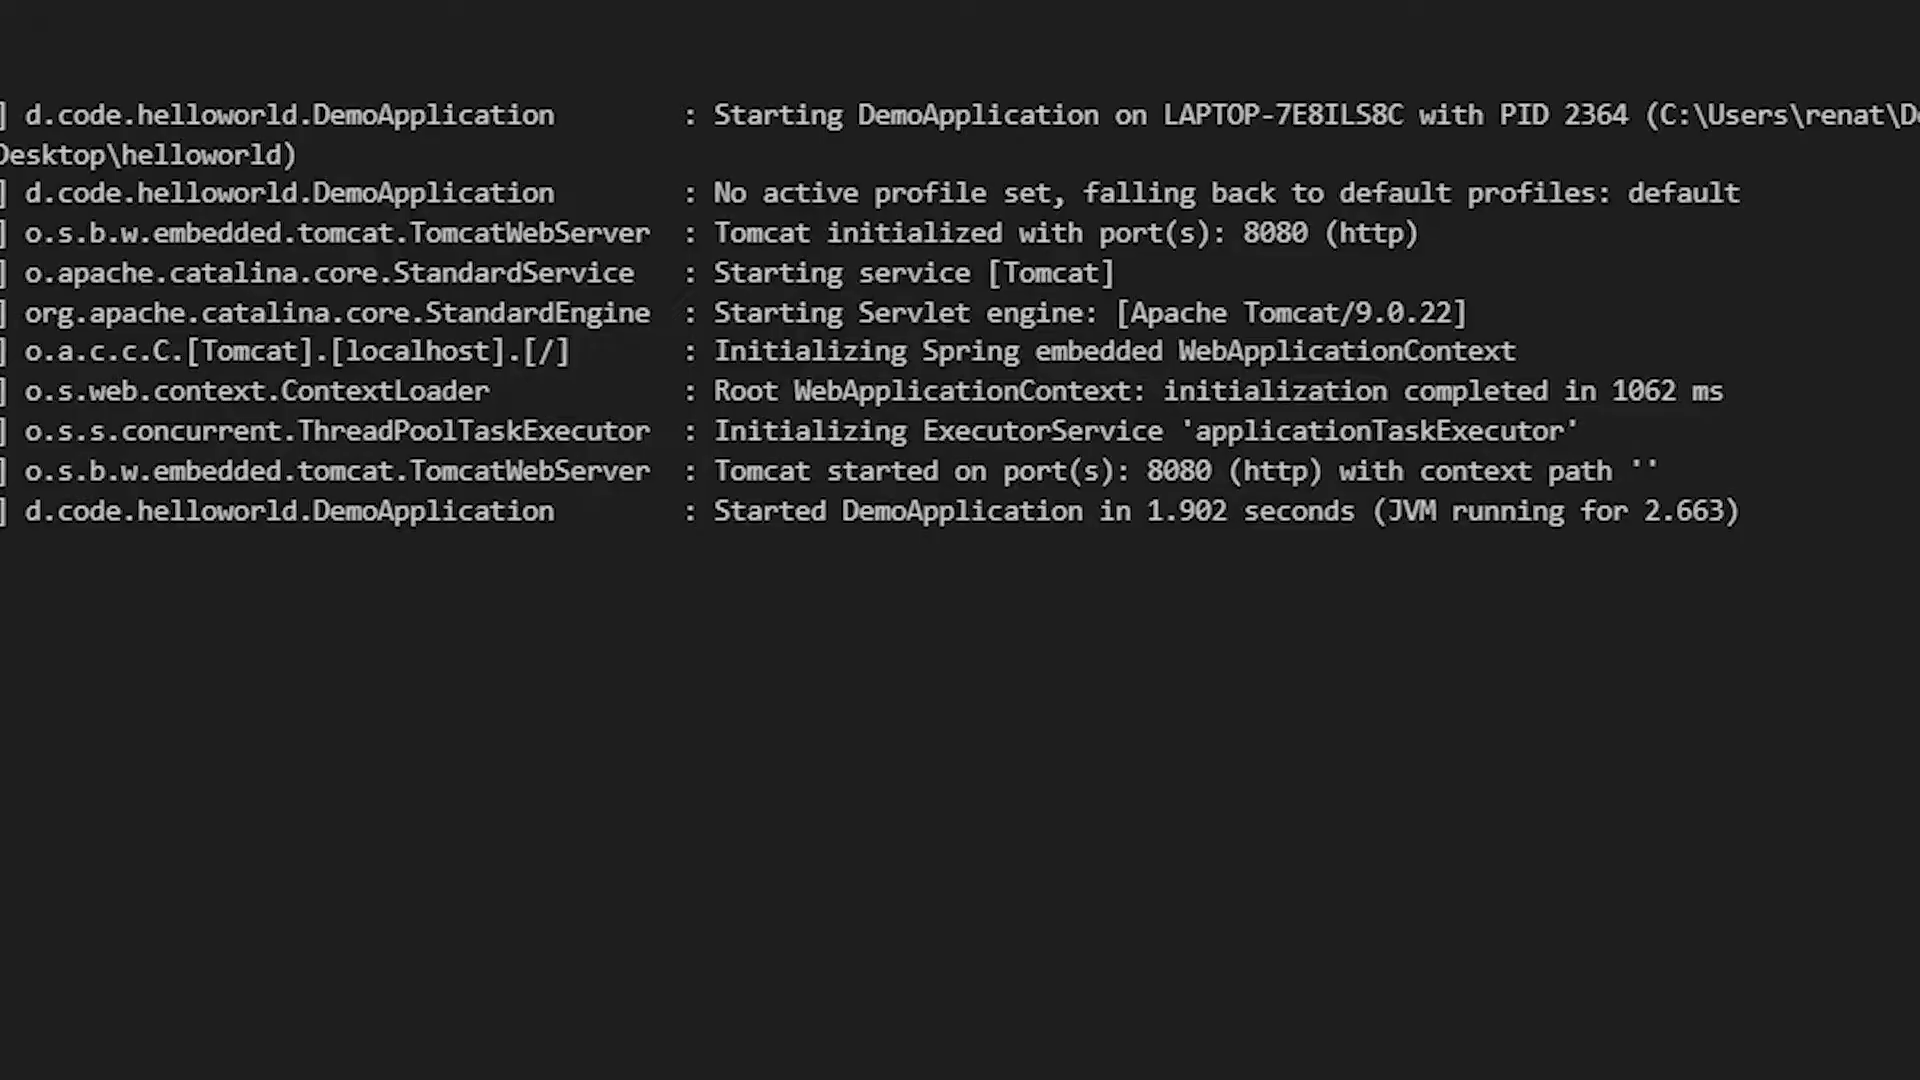 ] d.code.helloworld.DemoApplication : Starting DemoApplication on LAPTOP-7E8ILS8C with PID 2364 (C:\Users\renat\De
Desktop\helloworld)
] d.code.helloworld.DemoApplication : No active profile set, falling back to default profiles: default
] o.s.b.w.embedded.tomcat.TomcatWebServer : Tomcat initialized with port(s): 8080 (http)
] o.apache.catalina.core.StandardService : Starting service [Tomcat]
] org.apache.catalina.core.StandardEngine : Starting Servlet engine: [Apache Tomcat/9.0.22]
] o.a.c.c.C.[Tomcat].[localhost].[/] : Initializing Spring embedded WebApplicationContext
] o.s.web.context.ContextLoader : Root WebApplicationContext: initialization completed in 1062 ms
] o.s.s.concurrent.ThreadPoolTaskExecutor : Initializing ExecutorService 'applicationTaskExecutor'
] o.s.b.w.embedded.tomcat.TomcatWebServer : Tomcat started on port(s): 8080 (http) with context path ''
] d.code.helloworld.DemoApplication : Started DemoApplication in 1.902 seconds (JVM running for 2.663)